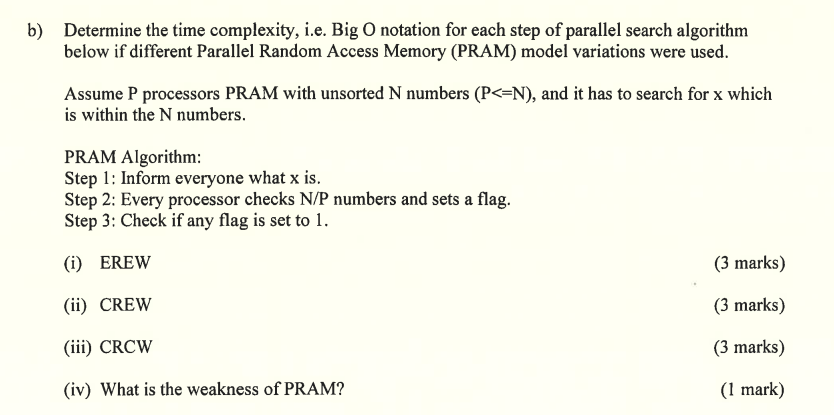 b) Determine the time complexity, i.e. Big O notation for each step of parallel search algorithm
below if different Parallel Random Access Memory (PRAM) model variations were used.
Assume P processors PRAM with unsorted N numbers (P<=N), and it has to search for x which
is within the N numbers.
PRAM Algorithm:
Step 1: Inform everyone what x is.
Step 2: Every processor checks N/P numbers and sets a flag.
Step 3: Check if any flag is set to 1.
(i) EREW (3 marks)
(ii) CREW (3 marks)
(iii) CRCW (3 marks)
(iv) What is the weakness of PRAM? (1 mark)